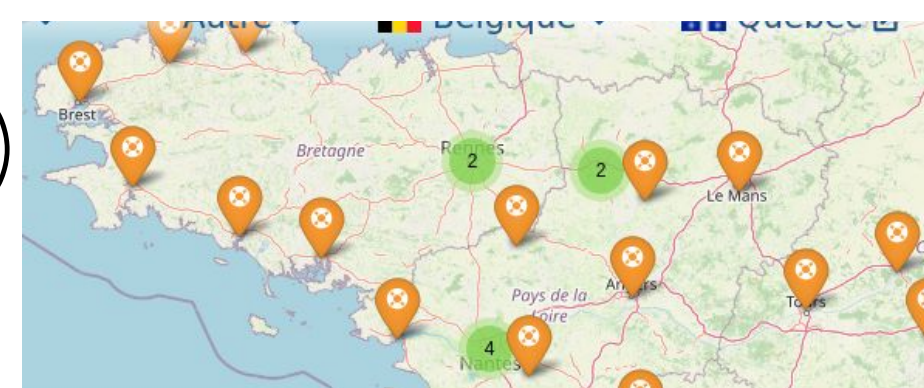 Autre Belgique Québec
Brest
Bretagne
Rennes
2
2
Le Mans
Angers
Pays de la
Loire
Tours
4
Nantes